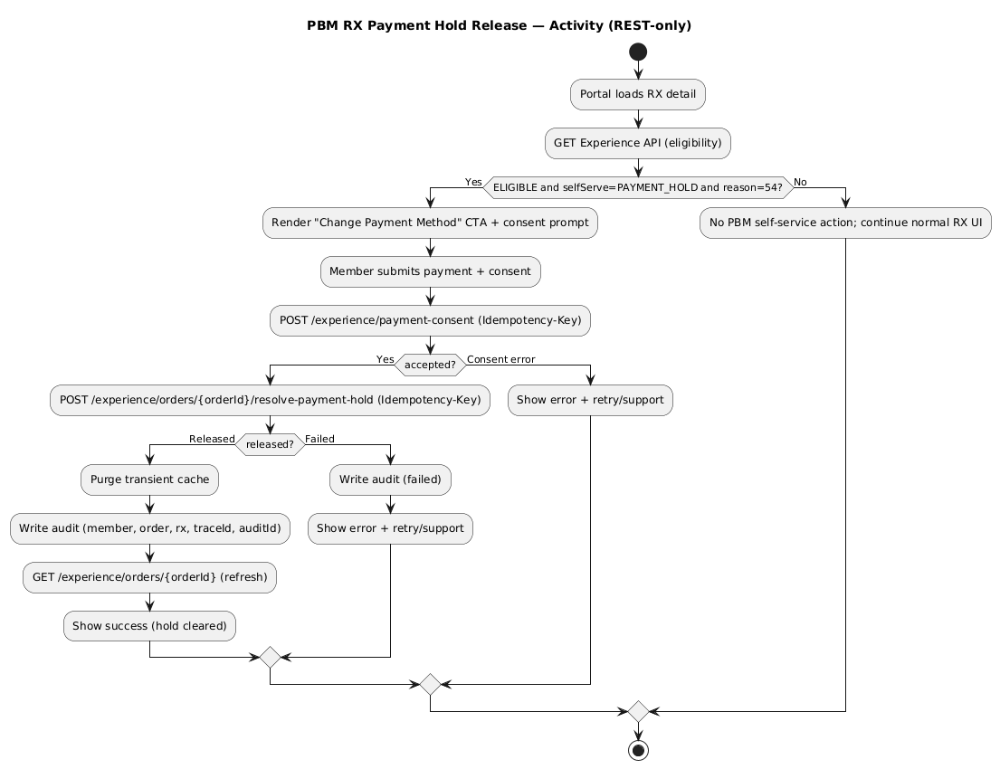 PBM RX Payment Hold Release — Activity (REST-only)
Portal loads RX detail
GET Experience API (eligibility)
Yes
ELIGIBLE and selfServe=PAYMENT_HOLD and reason=54?
No
Render "Change Payment Method" CTA + consent prompt
No PBM self-service action; continue normal RX UI
Member submits payment + consent
POST /experience/payment-consent (Idempotency-Key)
Yes
accepted?
Consent error
POST /experience/orders/{orderId}/resolve-payment-hold (Idempotency-Key)
Show error + retry/support
Released
released?
Failed
Purge transient cache
Write audit (failed)
Write audit (member, order, rx, traceId, auditId)
Show error + retry/support
GET /experience/orders/{orderId} (refresh)
Show success (hold cleared)